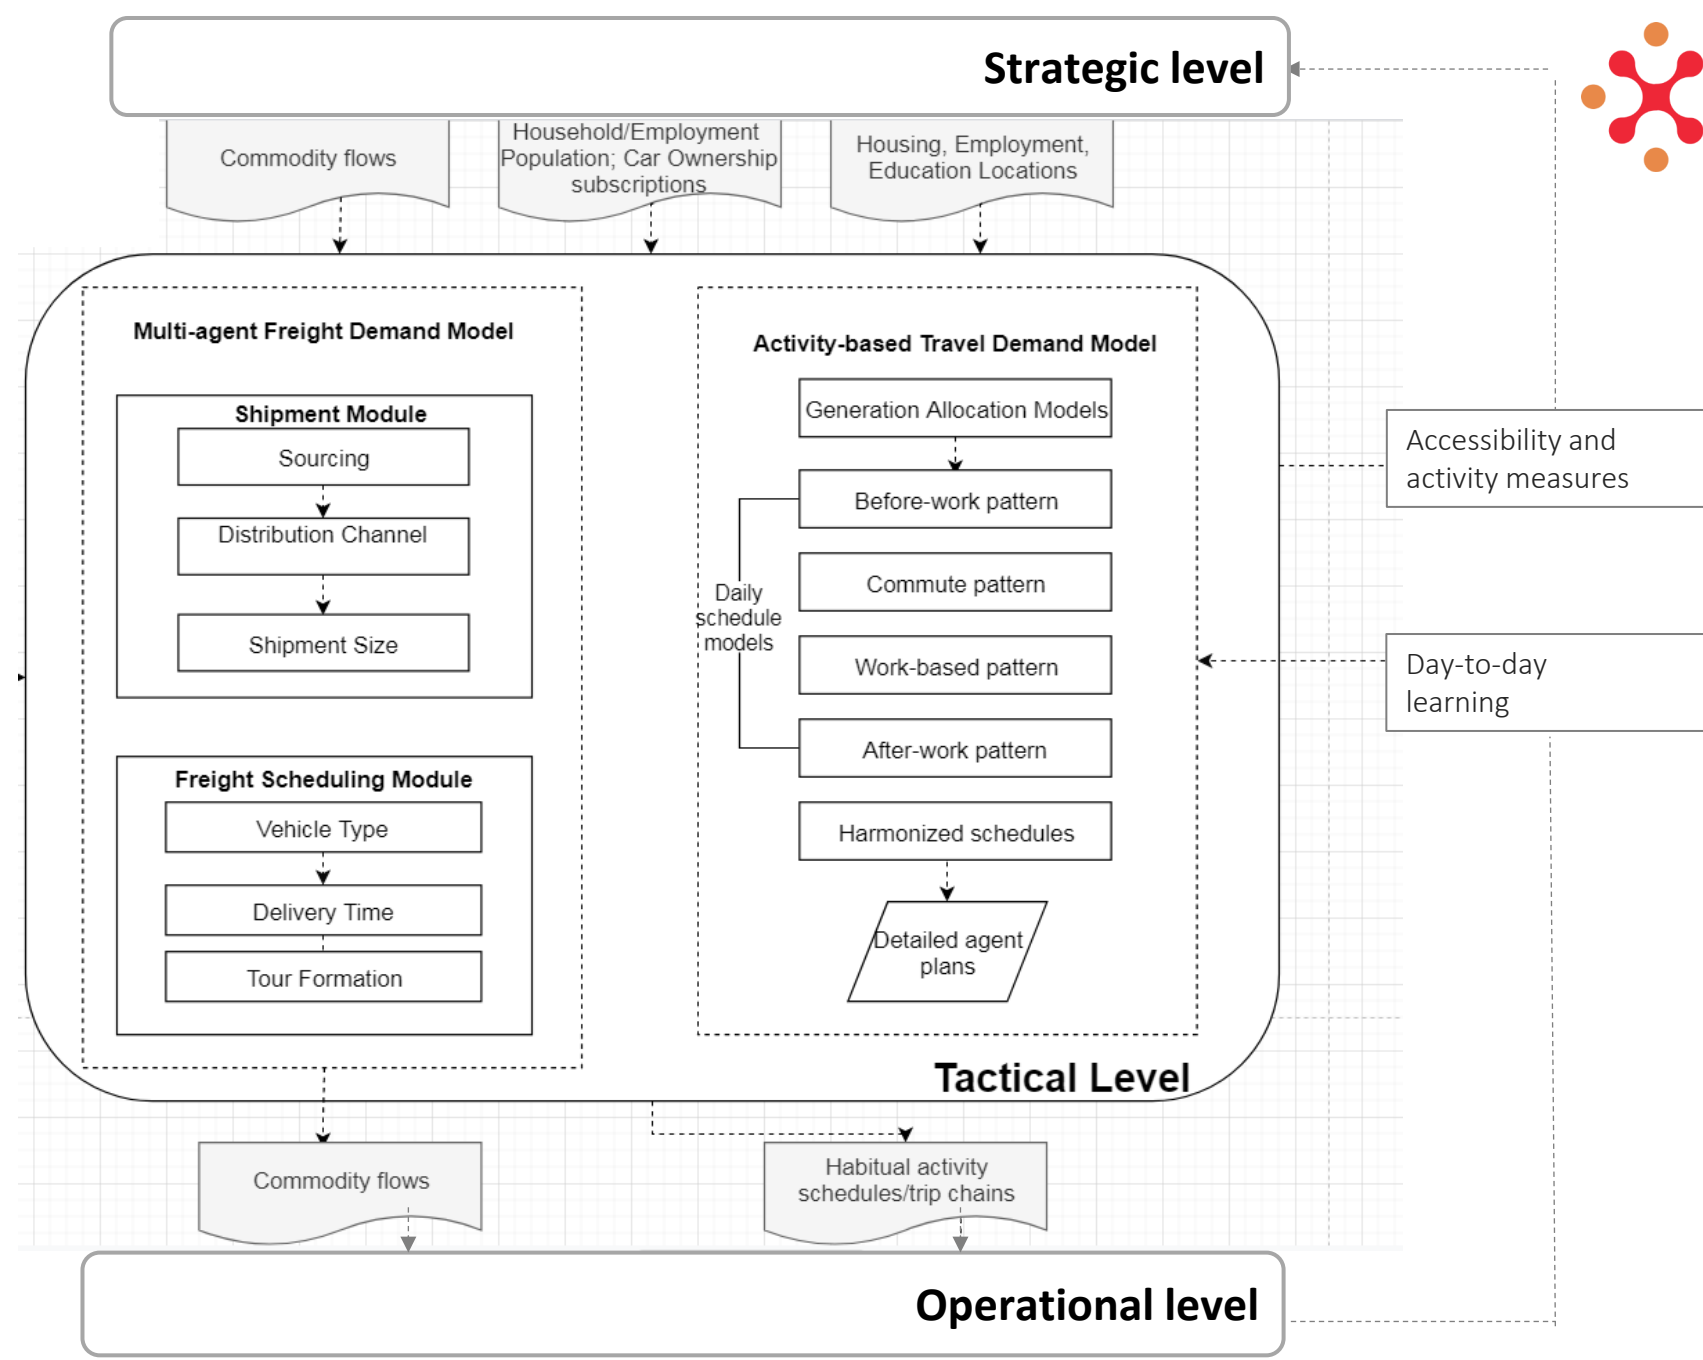 Strategic level
Commodity flows
Household/Employment
Population; Car Ownership
subscriptions
Housing, Employment,
Education Locations
Multi-agent Freight Demand Model
Shipment Module
Sourcing
Distribution Channel
Shipment Size
Freight Scheduling Module
Vehicle Type
Delivery Time
Tour Formation
Activity-based Travel Demand Model
Generation Allocation Models
Before-work pattern
Commute pattern
Daily
schedule
models
Work-based pattern
After-work pattern
Harmonized schedules
Detailed agent
plans
Tactical Level
Accessibility and
activity measures
Day-to-day
learning
Commodity flows
Habitual activity
schedules/trip chains
Operational level